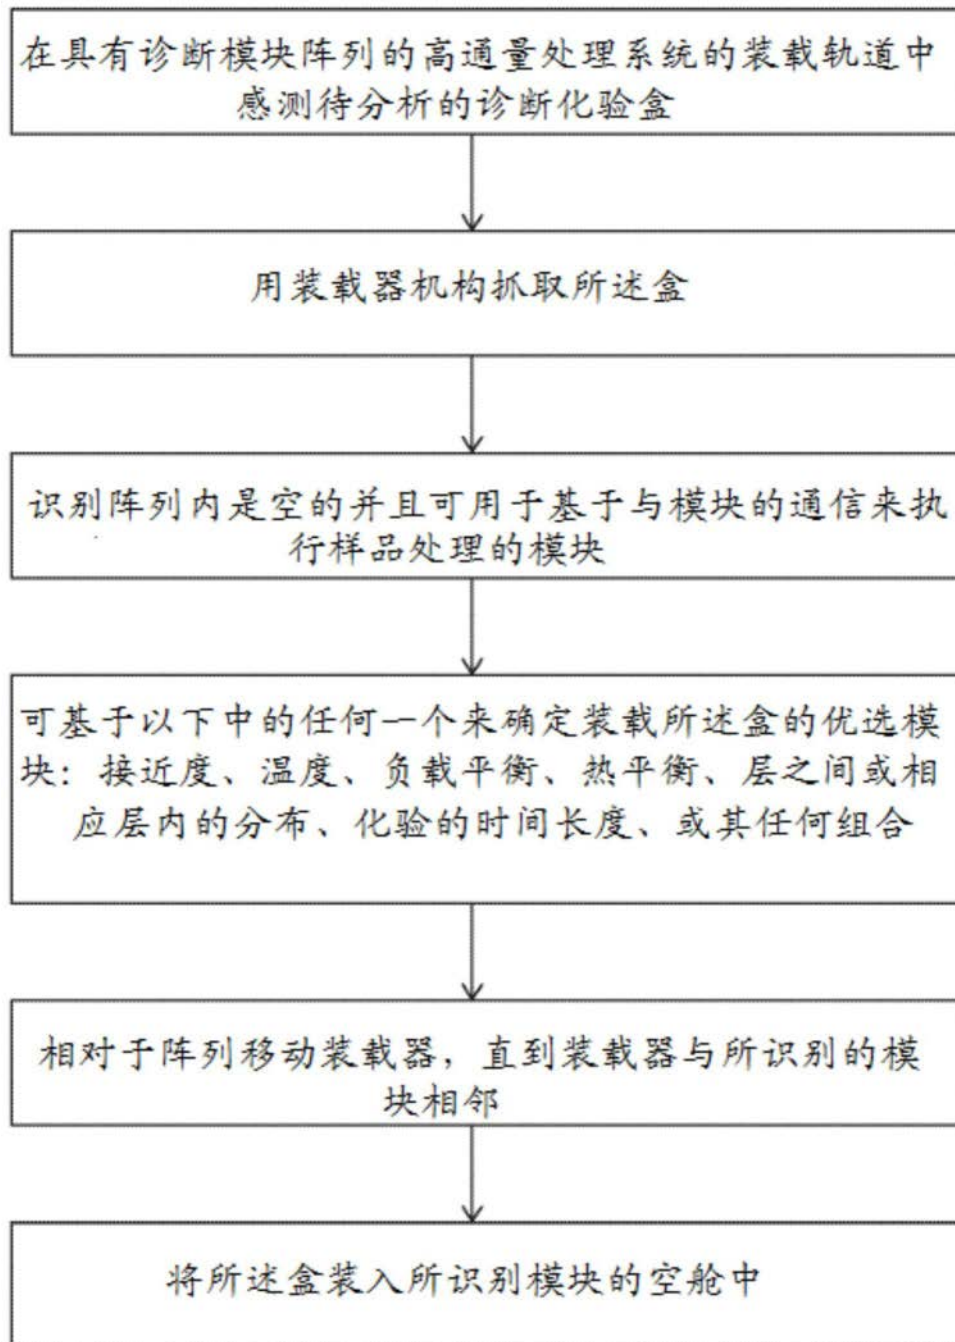 在具有诊断模块阵列的高通量处理系统的装载轨道中
感测待分析的诊断化验盒
用装载器机构抓取所述盒
识别阵列内是空的并且可用于基于与模块的通信来执
行样品处理的模块
可基于以下中的任何一个来确定装载所述盒的优选模
块：接近度、温度、负载平衡、热平衡、层之间或相
应层内的分布、化验的时间长度、或其任何组合
相对于阵列移动装载器，直到装载器与所识别的模
块相邻
将所述盒装入所识别模块的空舱中